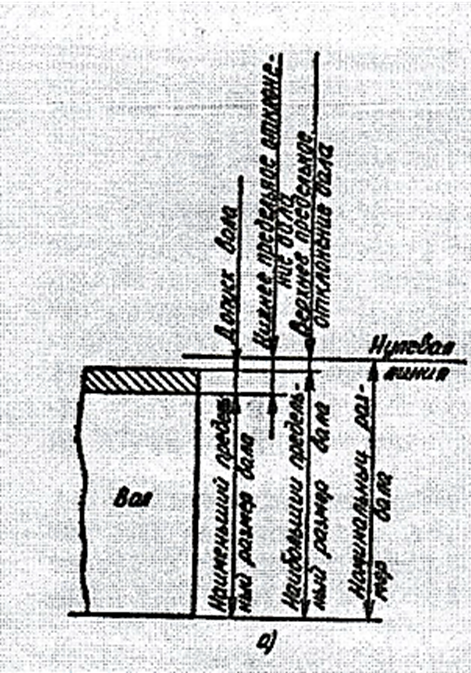 Допуск вала
Нижнее предельное отклоне-
ние вала
Верхнее предельное
отклонение вала
Нулевая
линия
Вал
Наименьший предель-
ный размер вала
Наибольший предель-
ный размер вала
Номинальный раз-
мер вала
а)